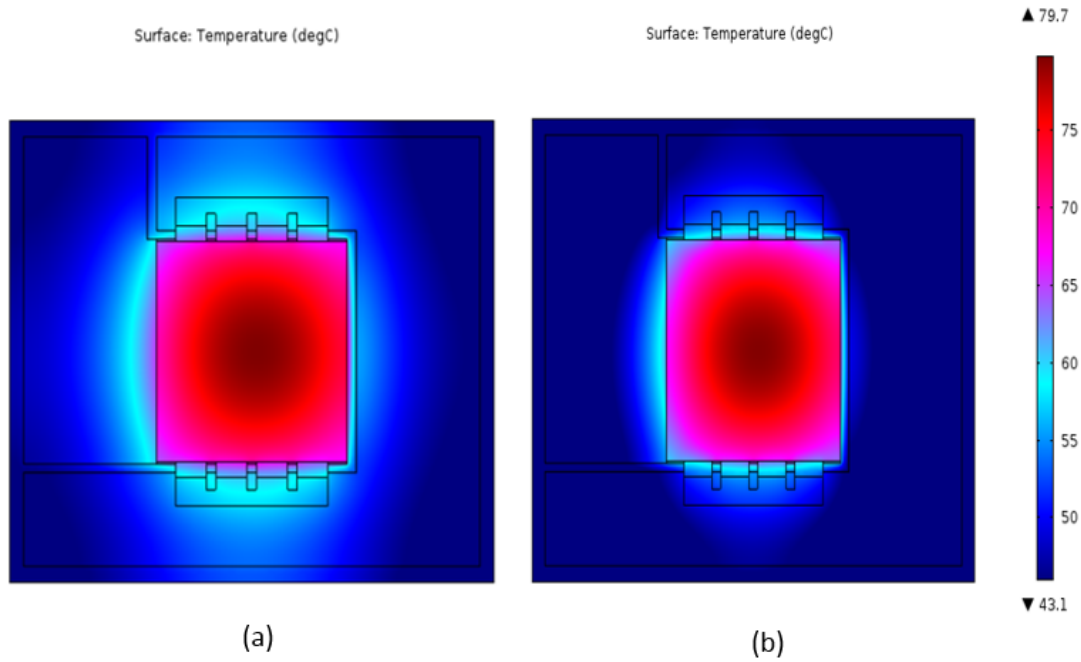 Surface: Temperature (degC)
Surface: Temperature (degC)
▲ 79.7
75
70
65
60
55
50
▼ 43.1
(a)
(b)